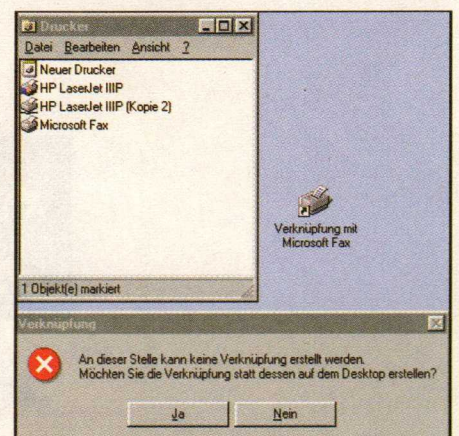 Drucker
Datei Bearbeiten Ansicht ?
Neuer Drucker
HP LaserJet IIIP
HP LaserJet IIIP (Kopie 2)
Microsoft Fax
1 Objekt(e) markiert
Verknüpfung mit
Microsoft Fax
Verknüpfung
An dieser Stelle kann keine Verknüpfung erstellt werden.
Möchten Sie die Verknüpfung statt dessen auf dem Desktop erstellen?
Ja Nein